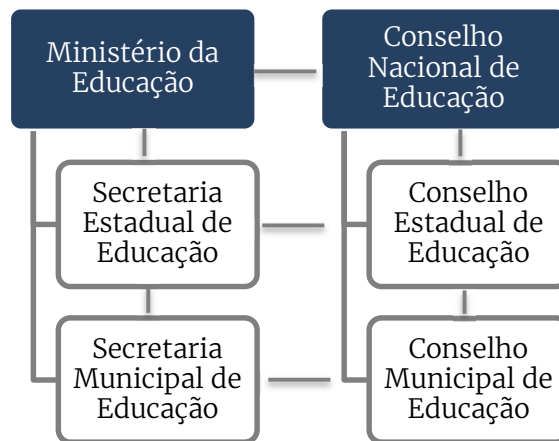 Ministério da
Educação
Conselho
Nacional de
Educação
Secretaria
Estadual de
Educação
Conselho
Estadual de
Educação
Secretaria
Municipal de
Educação
Conselho
Municipal de
Educação